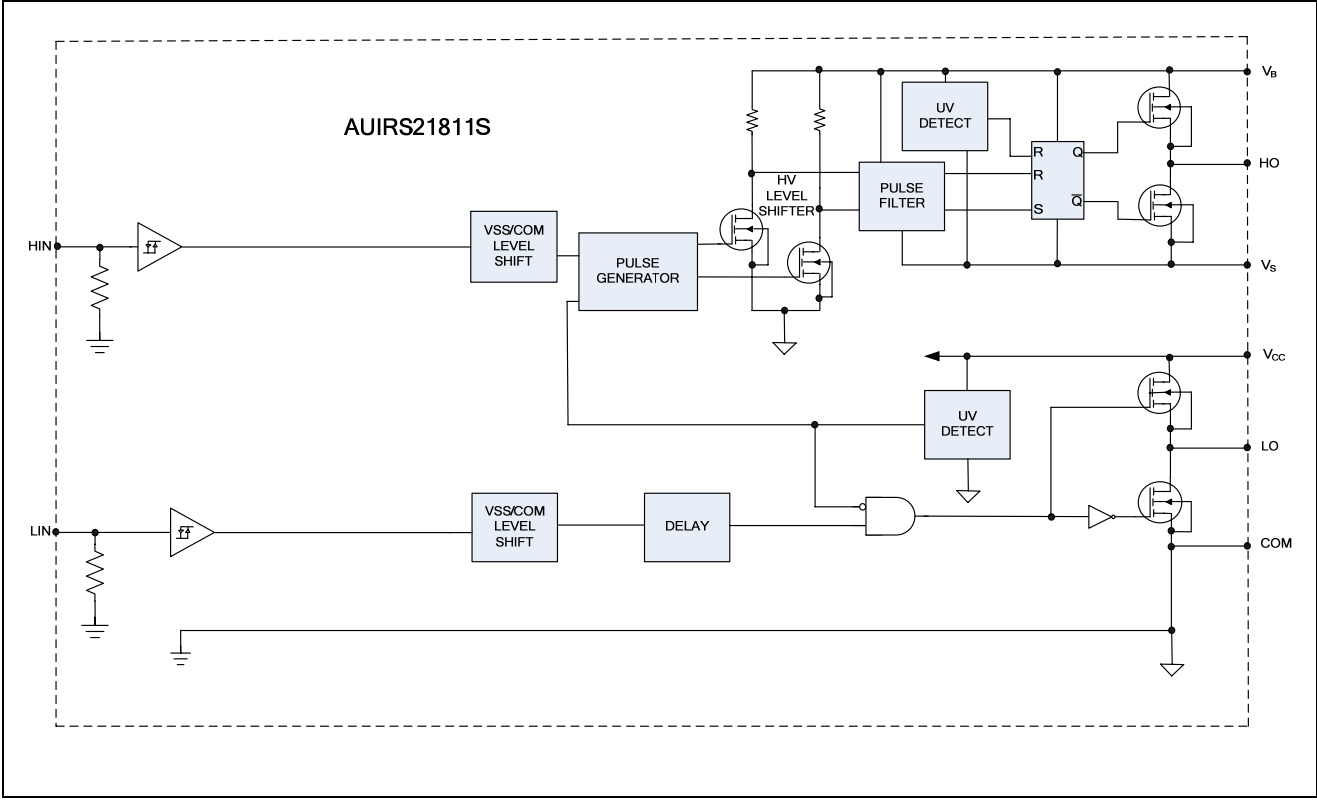 AUIRS21811S
UV
DETECT
VB
R
Q
HO
HV
LEVEL
SHIFTER
PULSE
FILTER
R
S
Q̅
HIN
VSS/COM
LEVEL
SHIFT
PULSE
GENERATOR
VS
VCC
UV
DETECT
LO
LIN
VSS/COM
LEVEL
SHIFT
DELAY
COM